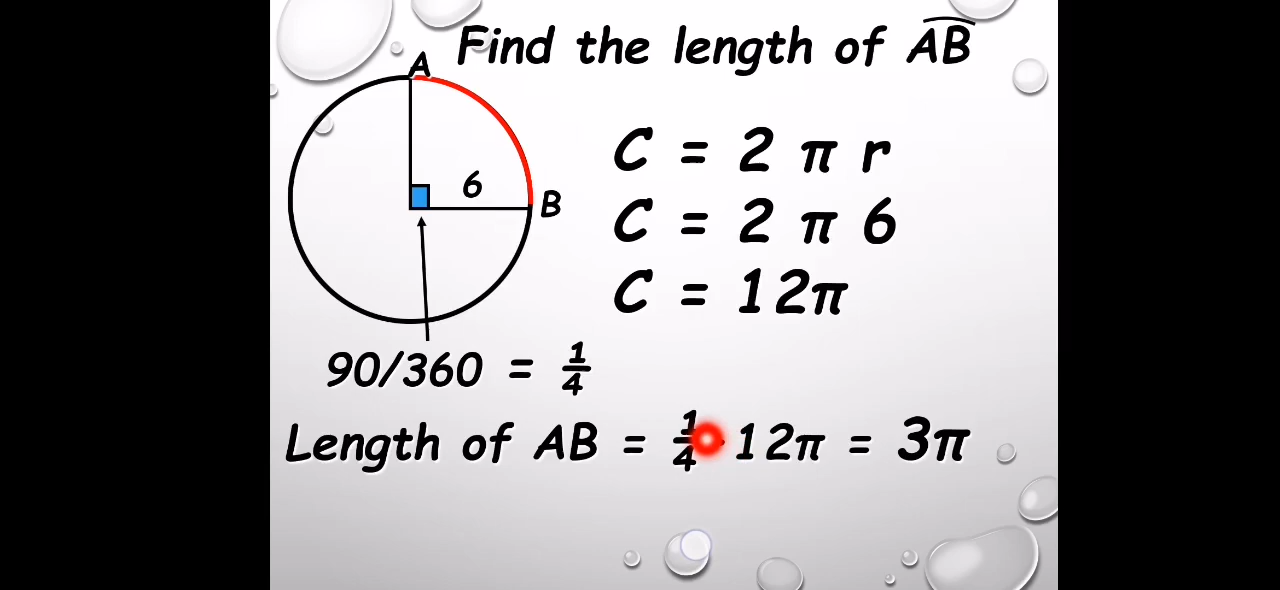 Find the length of AB
A
6
B
C = 2 π r
C = 2 π 6
C = 12π
90/360 = 1/4
Length of AB = 1/4 · 12π = 3π